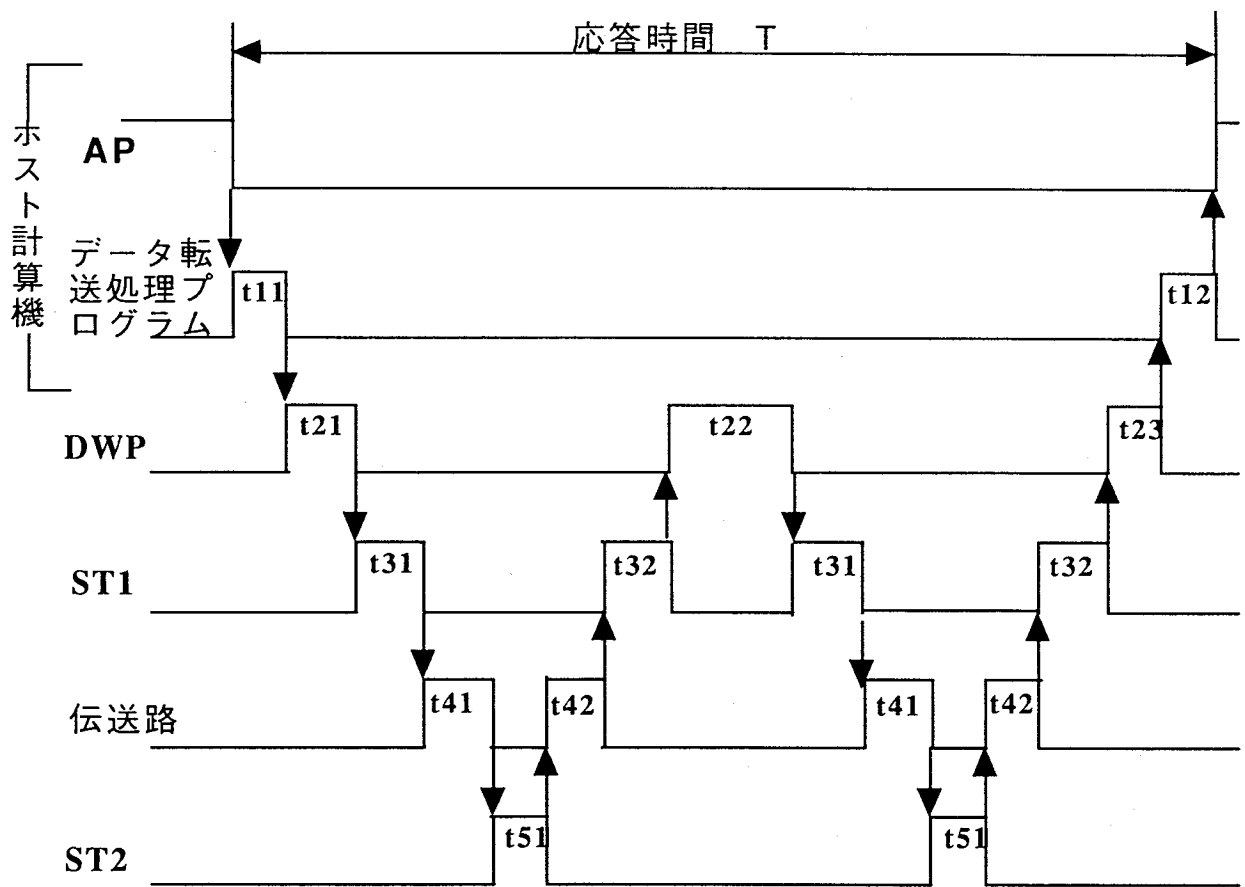 応答時間 T
ホスト計算機
AP
データ転
送処理プ
ログラム
t11
t12
DWP
t21
t22
t23
ST1
t31
t32
t31
t32
伝送路
t41
t42
t41
t42
ST2
t51
t51